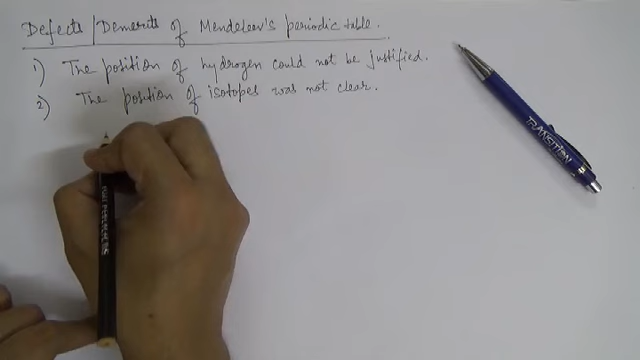 Defects/Demerits of Mendeleev's periodic table.
1) The position of hydrogen could not be justified.
2) The position of isotopes was not clear.
TRANSITION